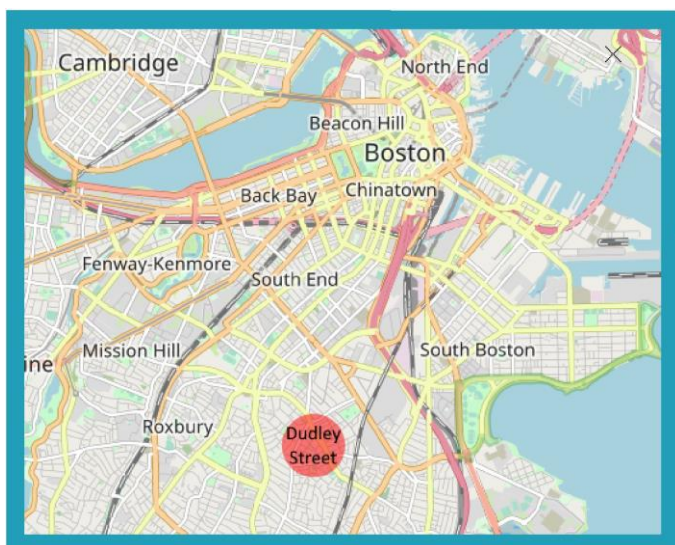 Cambridge
North End
Beacon Hill
Boston
Chinatown
Back Bay
Fenway-Kenmore
South End
Mission Hill
South Boston
ine
Roxbury
Dudley
Street